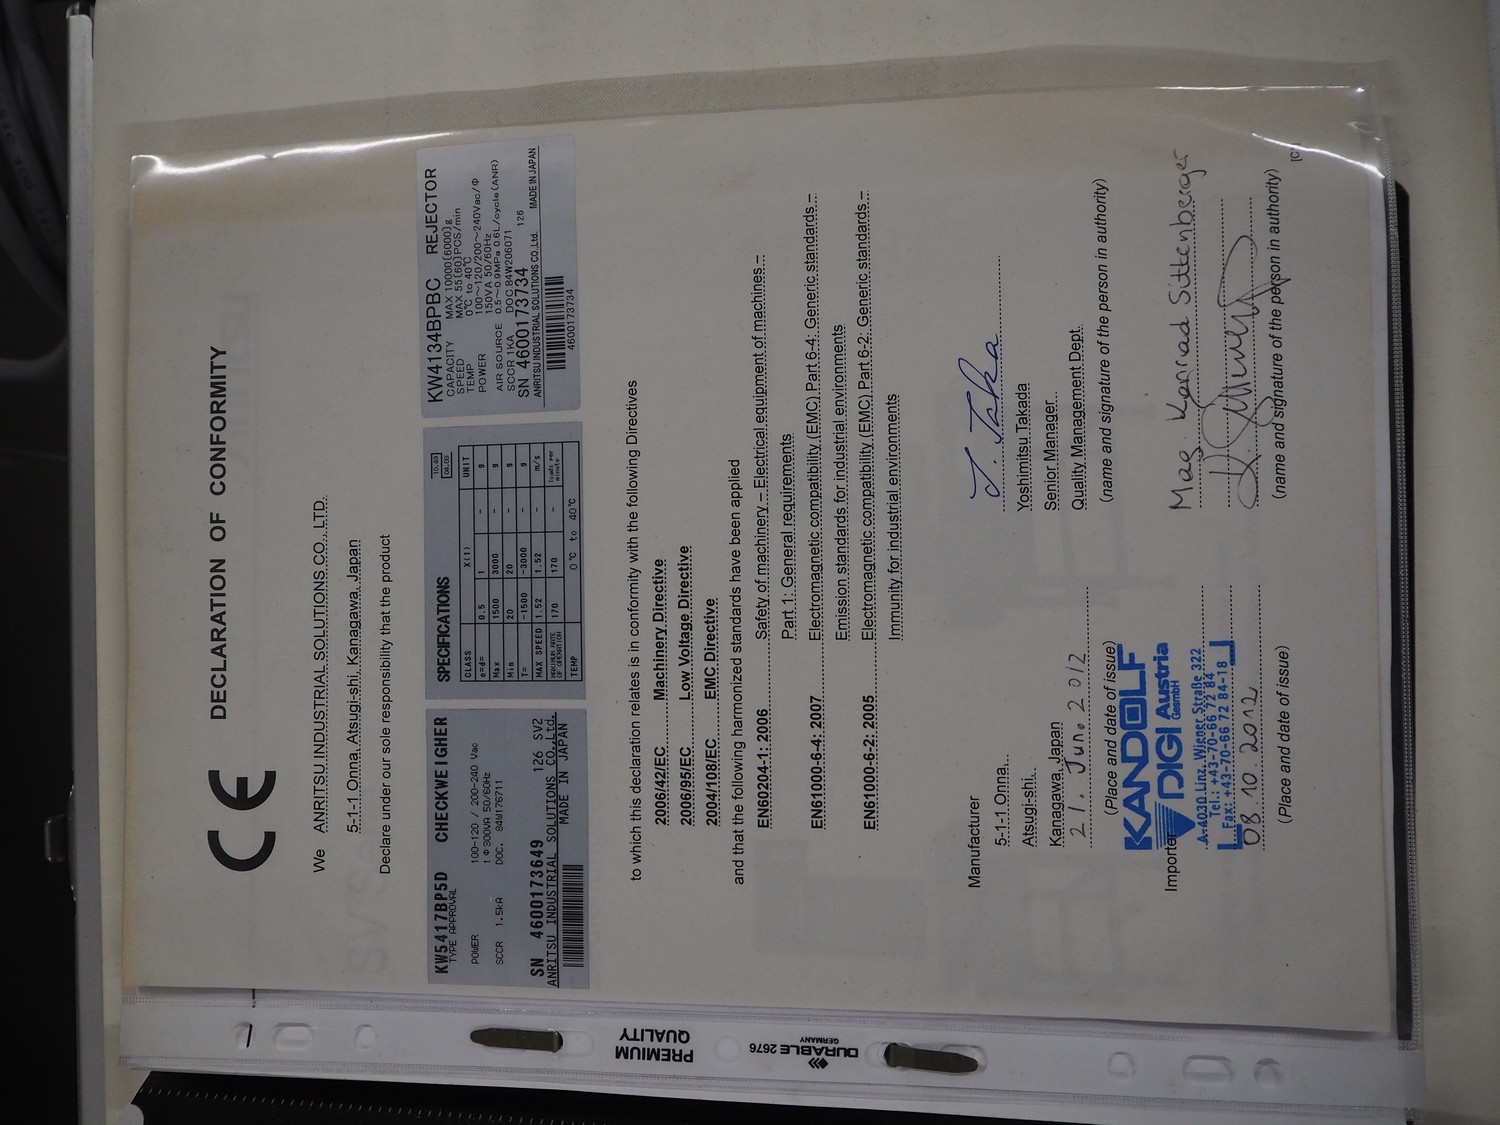 CE DECLARATION OF CONFORMITY
We ANRITSU INDUSTRIAL SOLUTIONS CO., LTD.
5-1-1 Onna, Atsugi-shi, Kanagawa, Japan
Declare under our sole responsibility that the product
KW5417BP5D CHECKWEIGHER
TYPE APPROVAL
POWER 100-120 / 200-240 Vac
1Φ300VA 50/60Hz
SCCR 1.5kA DOC. 84W176711
SN 4600173649 126 SV2
ANRITSU INDUSTRIAL SOLUTIONS CO.,Ltd.
MADE IN JAPAN
SPECIFICATIONS
CLASS X(1) UNIT
e=d= 0.5 1 – – g
Max 1500 3000 – – g
Min 20 20 – – g
T= -1500 -3000 – – g
MAX SPEED 1.52 1.52 – – m/s
MAXIMUM RATE OF OPERATION 170 170 – – loads per minute
TEMP 0℃ to 40℃
KW4134BPBC REJECTOR
CAPACITY MAX 10000[6000]g
SPEED MAX 55[60]PCS/min
TEMP 0℃ to 40℃
POWER 100~120/200~240Vac/Φ
150VA 50/60Hz
AIR SOURCE 0.5~0.9MPa 0.6L/cycle(ANR)
SCCR 1KA DOC.84W206071
SN 4600173734 126
ANRITSU INDUSTRIAL SOLUTIONS CO.,Ltd. MADE IN JAPAN
4600173734
to which this declaration relates is in conformity with the following Directives
2006/42/EC Machinery Directive
2006/95/EC Low Voltage Directive
2004/108/EC EMC Directive
and that the following harmonized standards have been applied
EN60204-1: 2006 Safety of machinery – Electrical equipment of machines –
Part 1: General requirements
EN61000-6-4: 2007 Electromagnetic compatibility (EMC) Part 6-4: Generic standards –
Emission standards for industrial environments
EN61000-6-2: 2005 Electromagnetic compatibility (EMC) Part 6-2: Generic standards –
Immunity for industrial environments
Manufacturer
5-1-1 Onna
Atsugi-shi
Kanagawa, Japan
21. Jun. 2012
(Place and date of issue)
Y. Taka
Yoshimitsu Takada
Senior Manager
Quality Management Dept.
(name and signature of the person in authority)
Importer
KANDOLF
DIGI Austria
GesmbH
A-4030 Linz, Wiener Straße 322
Tel.: +43-70-66 72 84
Fax: +43-70-66 72 84-18
08.10.2012
(Place and date of issue)
Mag. Konrad Sittenberger
(name and signature of the person in authority)
PREMIUM
QUALITY
DURABLE 2676
GERMANY